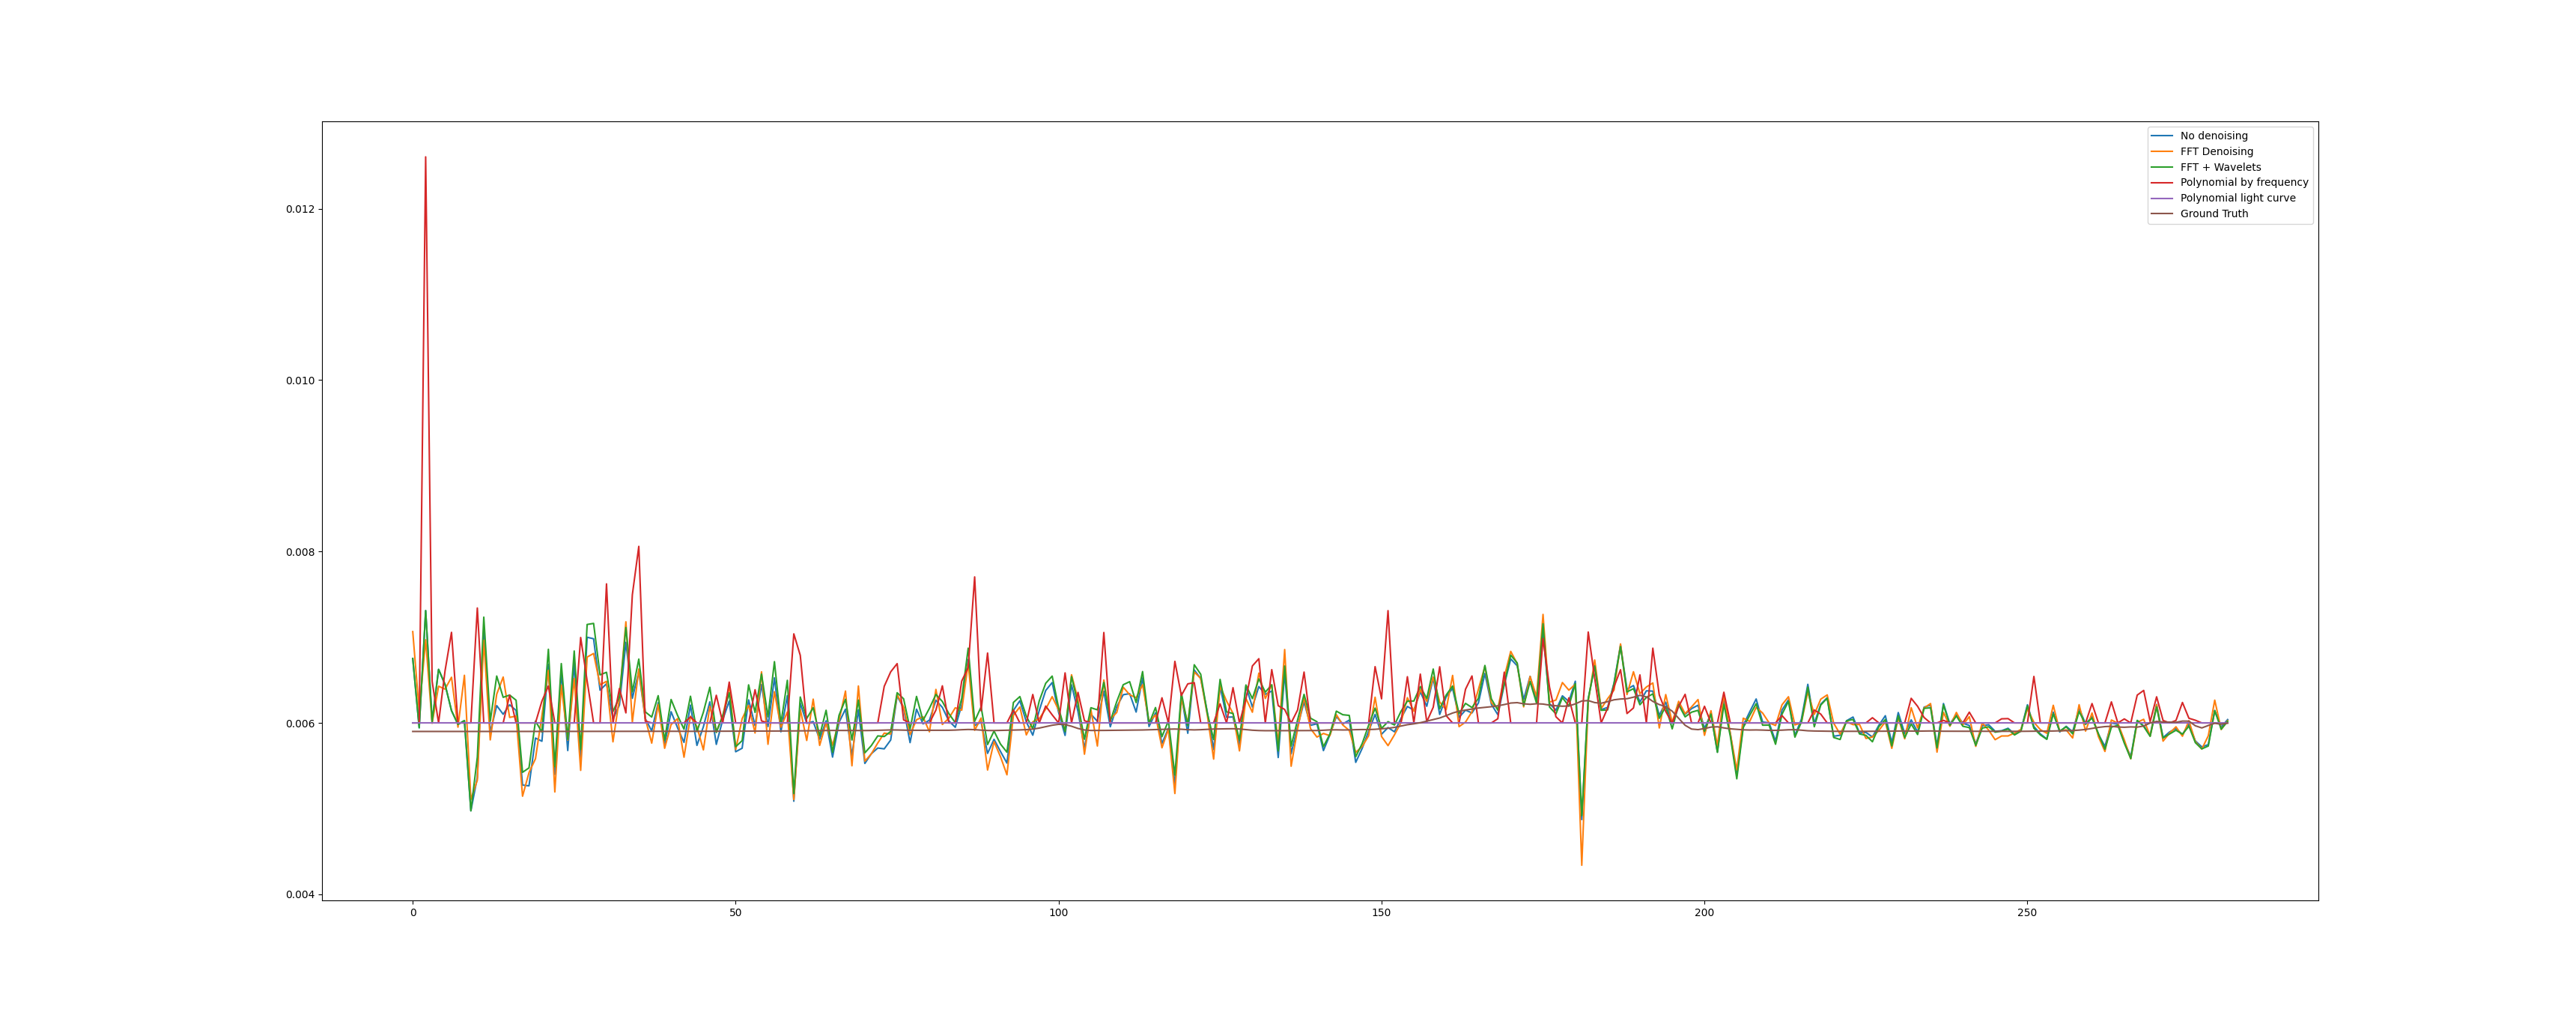 No denoising
FFT Denoising
FFT + Wavelets
Polynomial by frequency
Polynomial light curve
Ground Truth
0.012
0.010
0.008
0.006
0.004
0 50 100 150 200 250